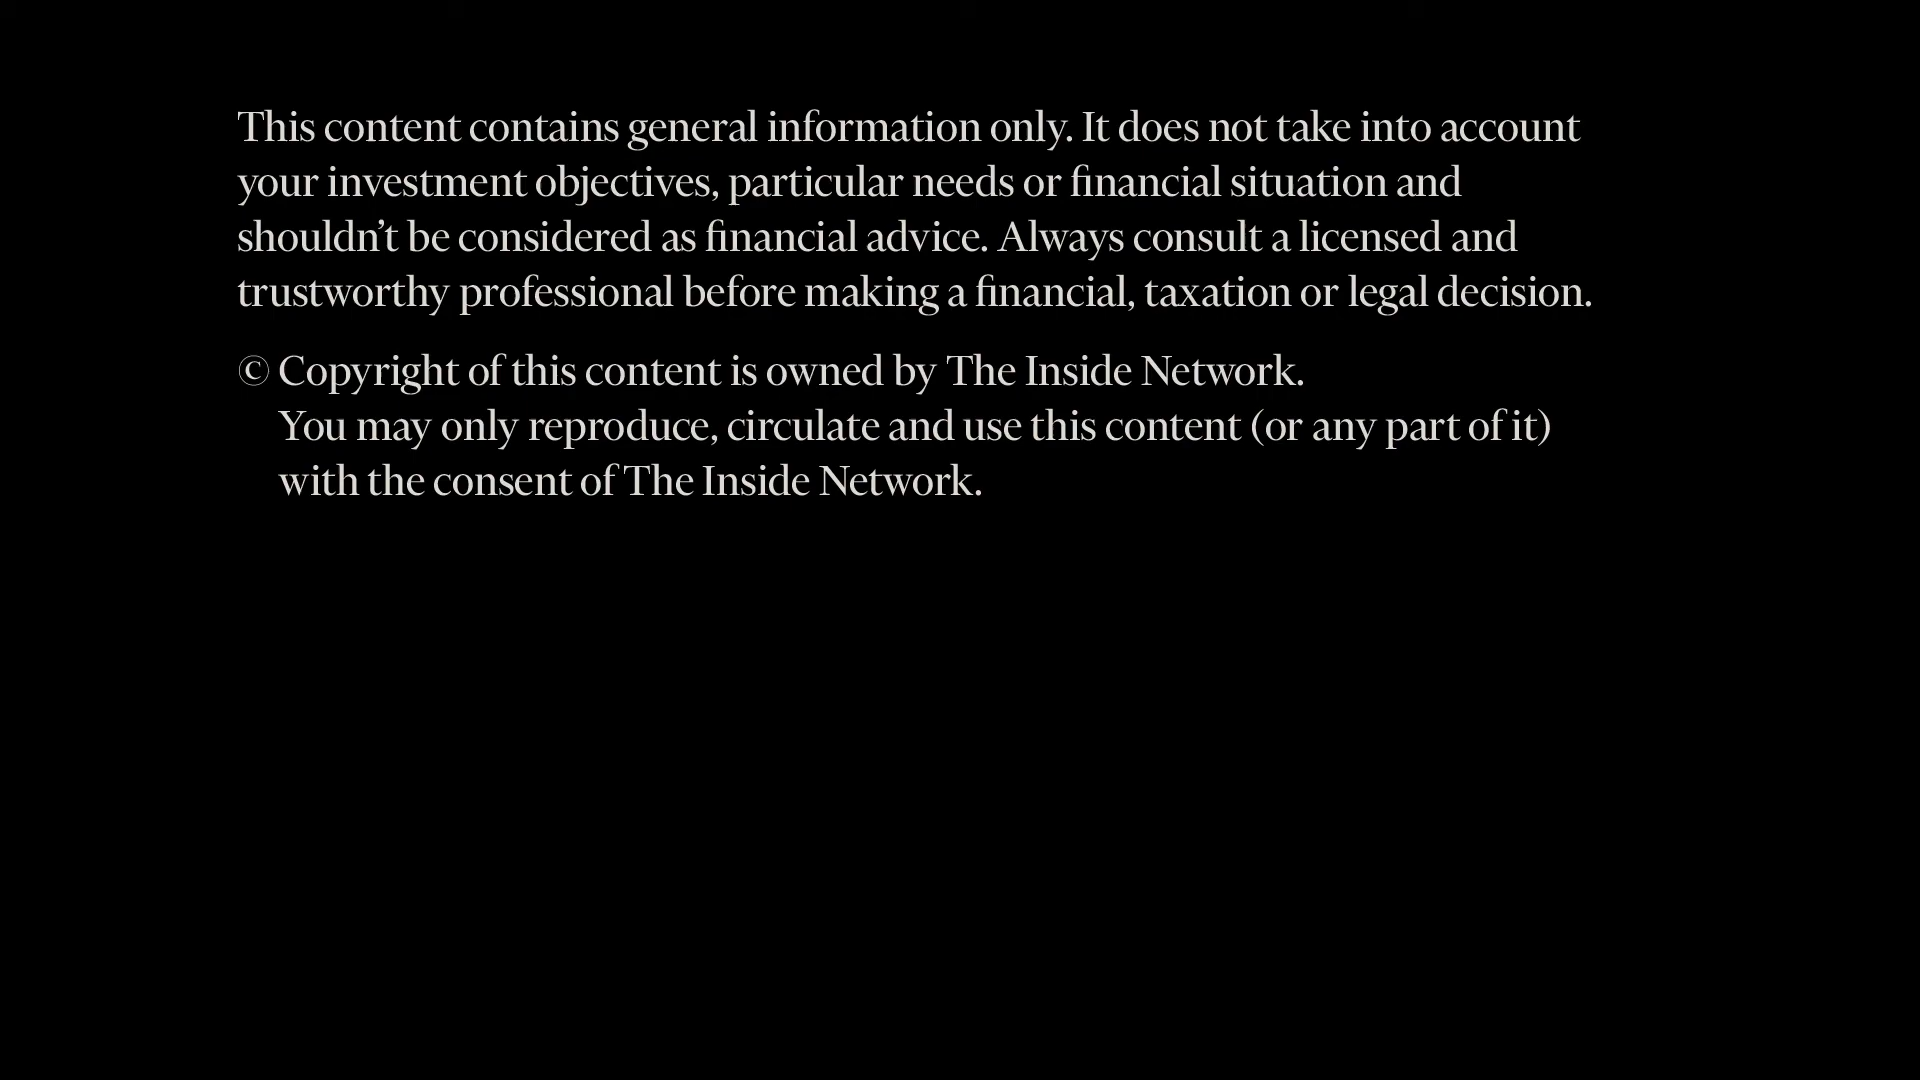 This content contains general information only. It does not take into account
your investment objectives, particular needs or financial situation and
shouldn’t be considered as financial advice. Always consult a licensed and
trustworthy professional before making a financial, taxation or legal decision.
© Copyright of this content is owned by The Inside Network.
You may only reproduce, circulate and use this content (or any part of it)
with the consent of The Inside Network.